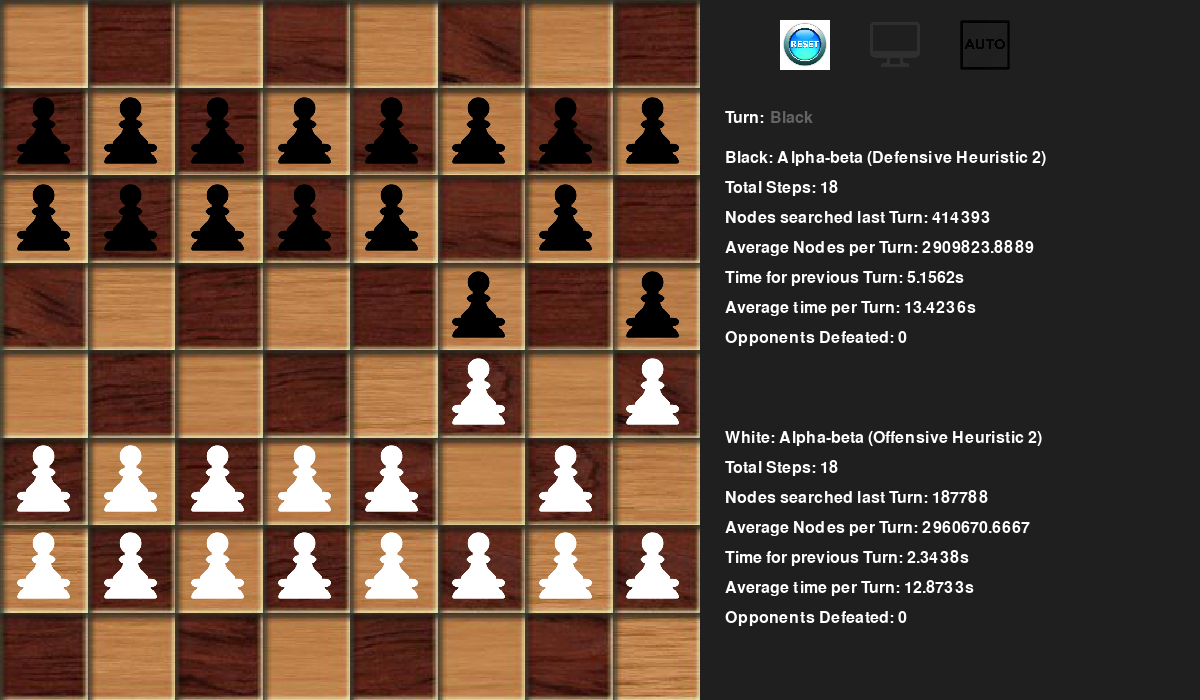 RESET
AUTO
Turn: Black
Black: Alpha-beta (Defensive Heuristic 2)
Total Steps: 18
Nodes searched last Turn: 414393
Average Nodes per Turn: 2909823.8889
Time for previous Turn: 5.1562s
Average time per Turn: 13.4236s
Opponents Defeated: 0
White: Alpha-beta (Offensive Heuristic 2)
Total Steps: 18
Nodes searched last Turn: 187788
Average Nodes per Turn: 2960670.6667
Time for previous Turn: 2.3438s
Average time per Turn: 12.8733s
Opponents Defeated: 0